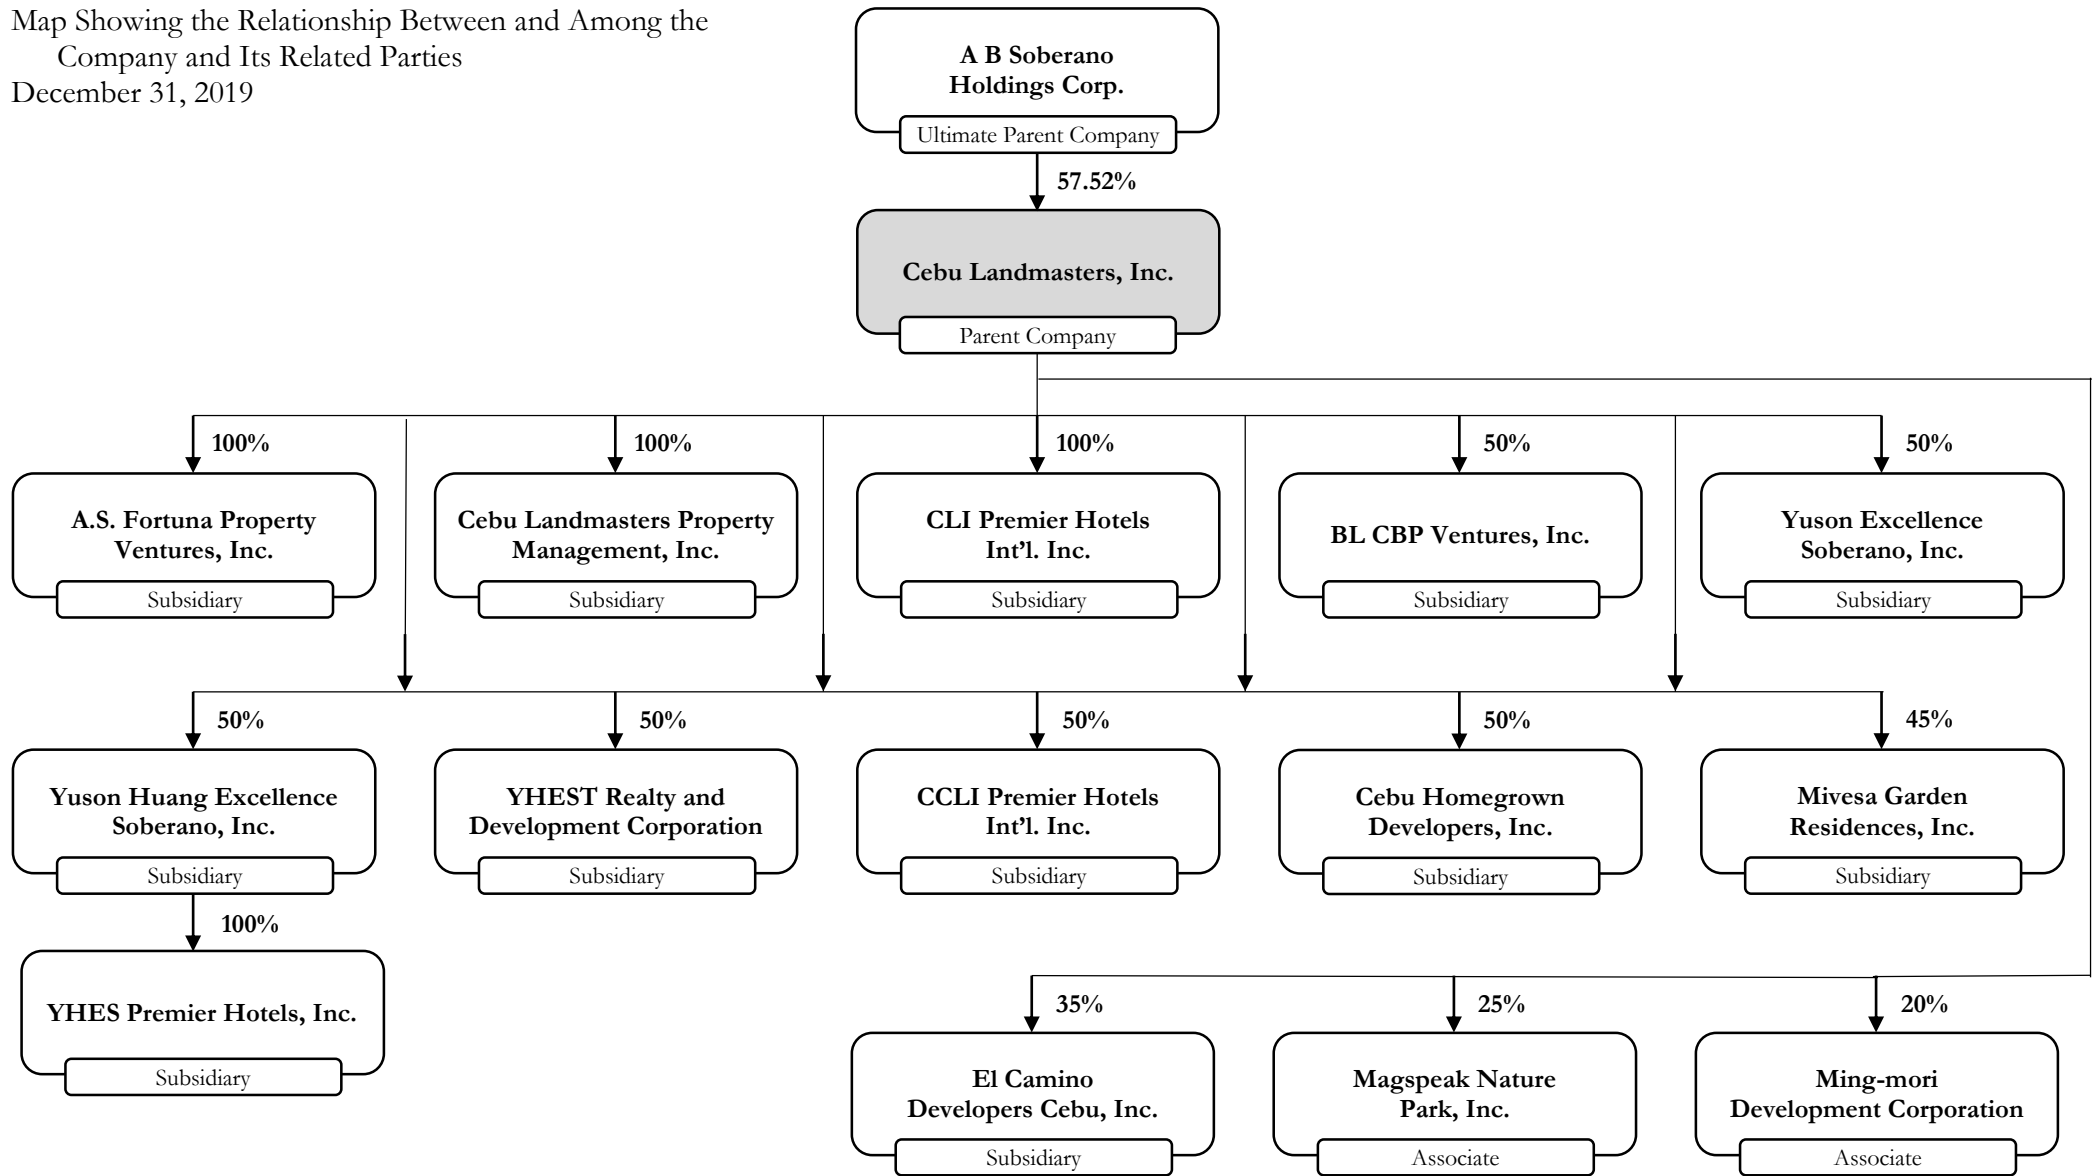 Map Showing the Relationship Between and Among the
Company and Its Related Parties
December 31, 2019
A B Soberano
Holdings Corp.
Ultimate Parent Company
57.52%
Cebu Landmasters, Inc.
Parent Company
100%
100%
100%
50%
50%
A.S. Fortuna Property
Ventures, Inc.
Subsidiary
Cebu Landmasters Property
Management, Inc.
Subsidiary
CLI Premier Hotels
Int'l. Inc.
Subsidiary
BL CBP Ventures, Inc.
Subsidiary
Yuson Excellence
Soberano, Inc.
Subsidiary
50%
50%
50%
50%
45%
Yuson Huang Excellence
Soberano, Inc.
Subsidiary
YHEST Realty and
Development Corporation
Subsidiary
CCLI Premier Hotels
Int'l. Inc.
Subsidiary
Cebu Homegrown
Developers, Inc.
Subsidiary
Mivesa Garden
Residences, Inc.
Subsidiary
100%
YHES Premier Hotels, Inc.
Subsidiary
35%
25%
20%
El Camino
Developers Cebu, Inc.
Subsidiary
Magspeak Nature
Park, Inc.
Associate
Ming-mori
Development Corporation
Associate